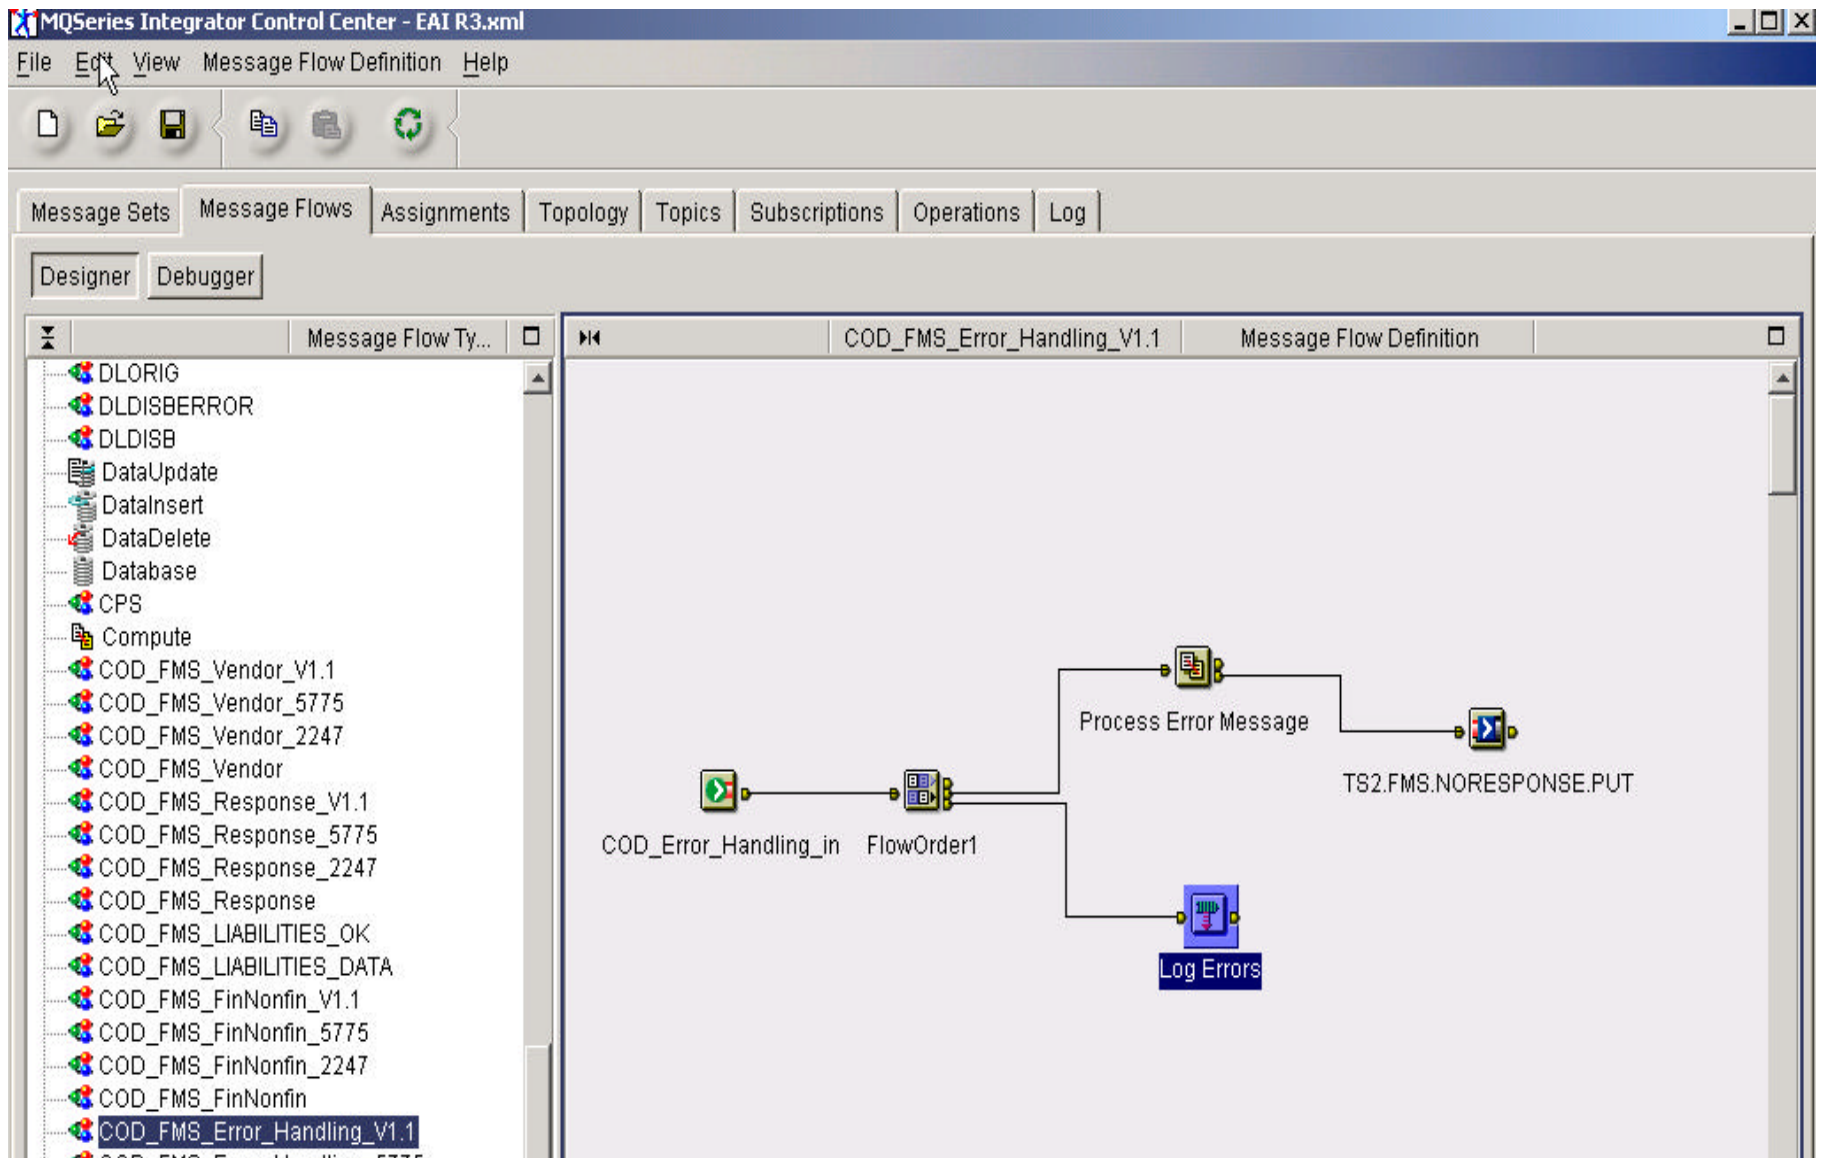 MQSeries Integrator Control Center - EAI R3.xml
File Edit View Message Flow Definition Help
Message Sets Message Flows Assignments Topology Topics Subscriptions Operations Log
Designer Debugger
Message Flow Ty...
COD_FMS_Error_Handling_V1.1 Message Flow Definition
DLORIG
DLDISBERROR
DLDISB
DataUpdate
DataInsert
DataDelete
Database
CPS
Compute
COD_FMS_Vendor_V1.1
COD_FMS_Vendor_5775
COD_FMS_Vendor_2247
COD_FMS_Vendor
COD_FMS_Response_V1.1
COD_FMS_Response_5775
COD_FMS_Response_2247
COD_FMS_Response
COD_FMS_LIABILITIES_OK
COD_FMS_LIABILITIES_DATA
COD_FMS_FinNonfin_V1.1
COD_FMS_FinNonfin_5775
COD_FMS_FinNonfin_2247
COD_FMS_FinNonfin
COD_FMS_Error_Handling_V1.1
Process Error Message
TS2.FMS.NORESPONSE.PUT
COD_Error_Handling_in
FlowOrder1
Log Errors